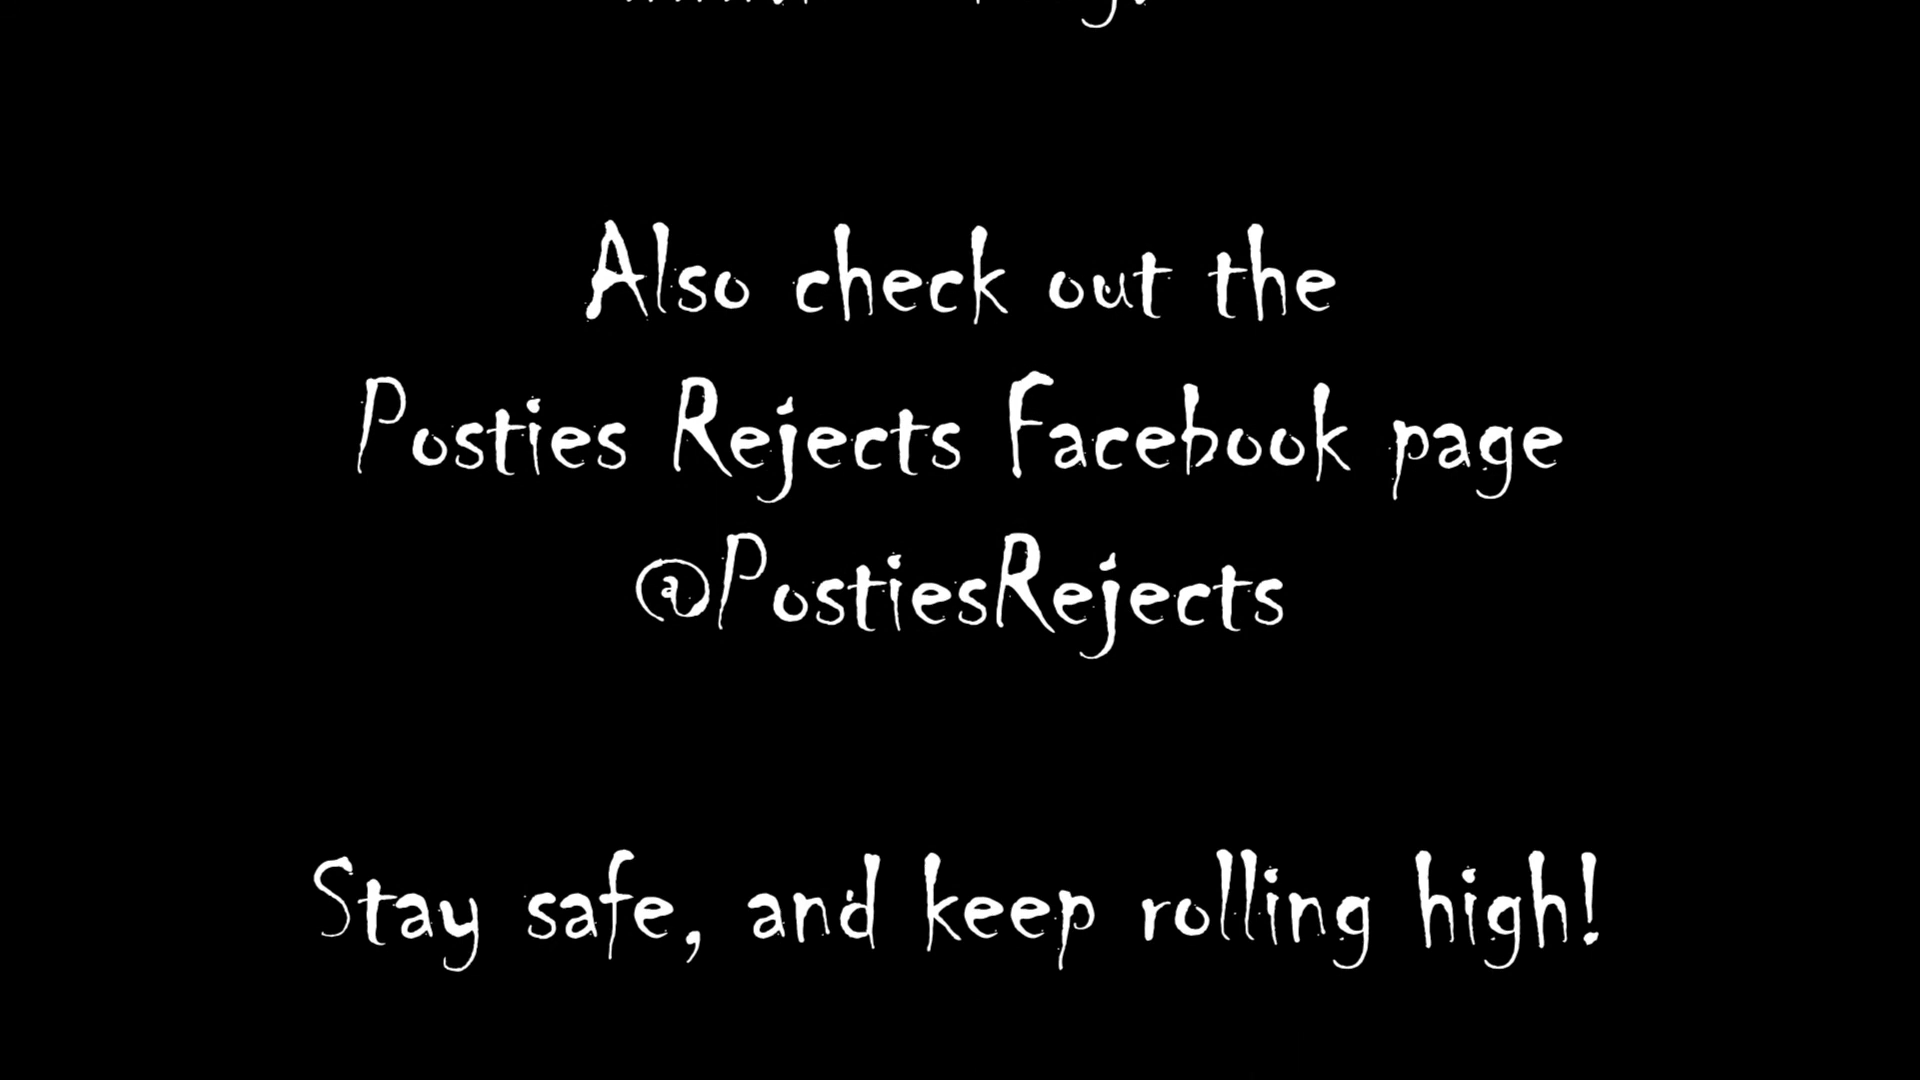 Also check out the
Posties Rejects Facebook page
@PostiesRejects
Stay safe, and keep rolling high!